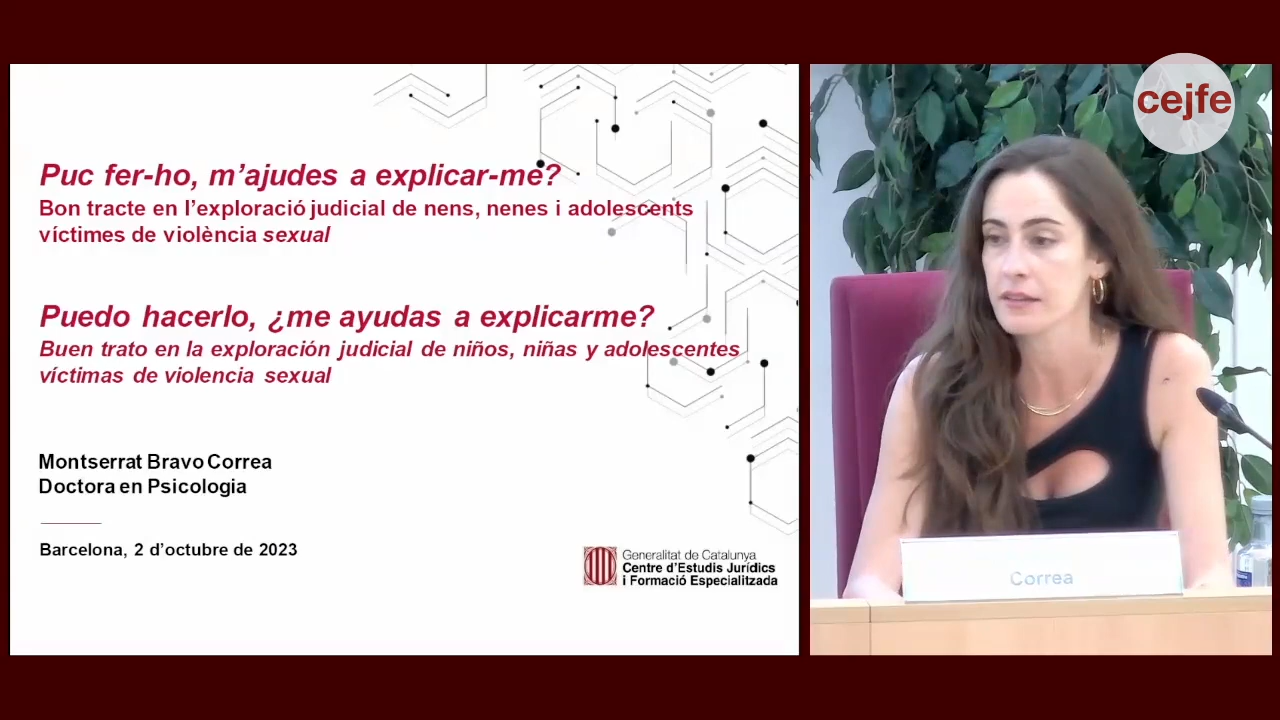 Puc fer-ho, m’ajudes a explicar-me?
Bon tracte en l’exploració judicial de nens, nenes i adolescents
víctimes de violència sexual
Puedo hacerlo, ¿me ayudas a explicarme?
Buen trato en la exploración judicial de niños, niñas y adolescentes
víctimas de violencia sexual
Montserrat Bravo Correa
Doctora en Psicologia
Barcelona, 2 d’octubre de 2023
Generalitat de Catalunya
Centre d’Estudis Jurídics
i Formació Especialitzada
cejfe
Correa